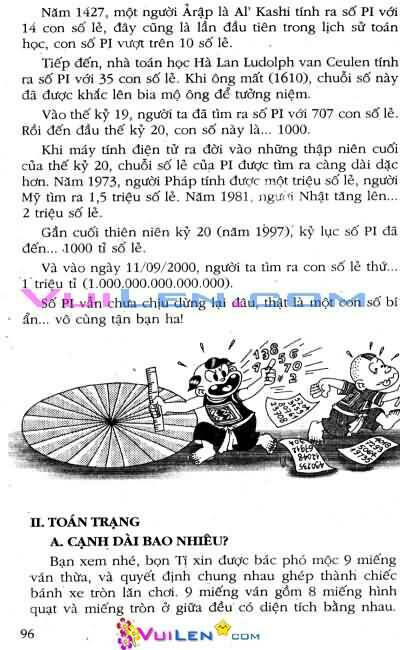 Năm 1427, một người Ảrập là Al' Kashi tính ra số PI với
14 con số lẻ, đây cũng là lần đầu tiên trong lịch sử toán
học, con số PI vượt trên 10 số lẻ.
Tiếp đến, nhà toán học Hà Lan Ludolph van Ceulen tính
ra số PI với 35 con số lẻ. Khi ông mất (1610), chuỗi số này
đã được khắc lên bia mộ ông để tưởng niệm.
Vào thế kỷ 19, người ta đã tìm ra số PI với 707 con số lẻ.
Rồi đến đầu thế kỷ 20, con số này là... 1000.
Khi máy tính điện tử ra đời vào những thập niên cuối
của thế kỷ 20, chuỗi số lẻ của PI được tìm ra càng dài dặc
hơn. Năm 1973, người Pháp tính được một triệu số lẻ, người
Mỹ tìm ra 1,5 triệu số lẻ. Năm 1981, người Nhật tăng lên...
2 triệu số lẻ.
Gần cuối thiên niên kỷ 20 (năm 1997), kỷ lục số PI đã
đến... 1000 tỉ số lẻ.
Và vào ngày 11/09/2000, người ta tìm ra con số lẻ thứ...
1 triệu tỉ (1.000.000.000.000.000).
Số PI vẫn chưa chịu dừng lại đâu, thật là một con số bí
ẩn... vô cùng tận bạn ha!
VuiLen.com
II. TOÁN TRẠNG
A. CẠNH DÀI BAO NHIÊU?
Bạn xem nhé, bọn Tí xin được bác phó mộc 9 miếng
ván thừa, và quyết định chung nhau ghép thành chiếc
bánh xe tròn lăn chơi. 9 miếng ván gồm 8 miếng hình
quạt và miếng tròn ở giữa đều có diện tích bằng nhau.
96
VuiLen.com